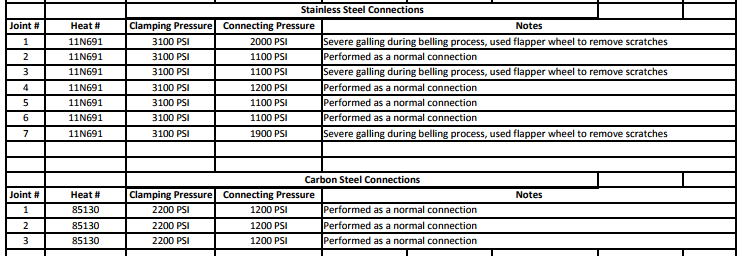 Stainless Steel Connections
Joint # Heat # Clamping Pressure Connecting Pressure Notes
1 11N691 3100 PSI 2000 PSI Severe galling during belling process, used flapper wheel to remove scratches
2 11N691 3100 PSI 1100 PSI Performed as a normal connection
3 11N691 3100 PSI 1100 PSI Severe galling during belling process, used flapper wheel to remove scratches
4 11N691 3100 PSI 1200 PSI Performed as a normal connection
5 11N691 3100 PSI 1100 PSI Performed as a normal connection
6 11N691 3100 PSI 1100 PSI Performed as a normal connection
7 11N691 3100 PSI 1900 PSI Severe galling during belling process, used flapper wheel to remove scratches
Carbon Steel Connections
Joint # Heat # Clamping Pressure Connecting Pressure Notes
1 85130 2200 PSI 1200 PSI Performed as a normal connection
2 85130 2200 PSI 1200 PSI Performed as a normal connection
3 85130 2200 PSI 1200 PSI Performed as a normal connection